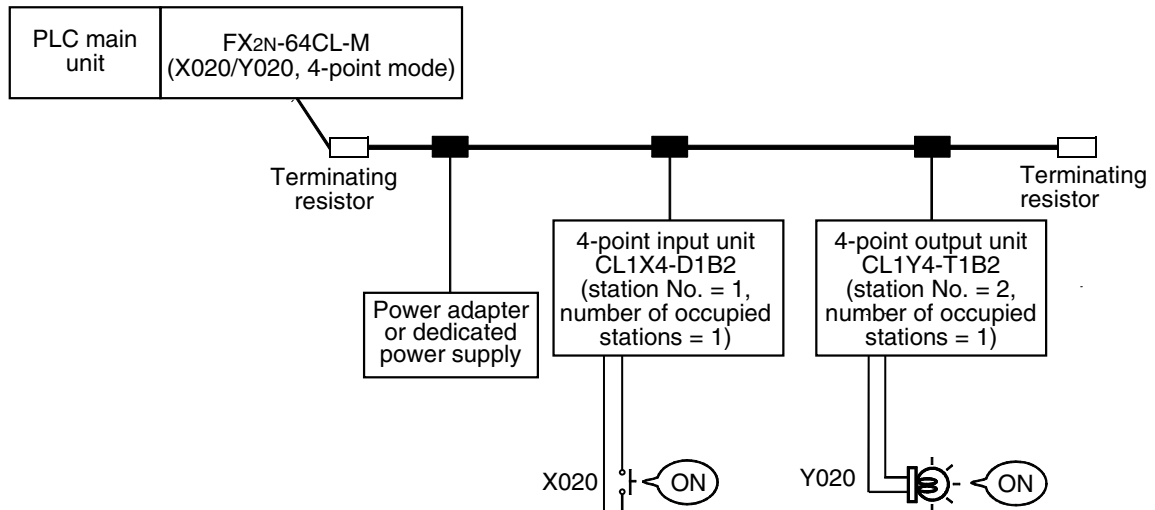 PLC main
unit
FX2N-64CL-M
(X020/Y020, 4-point mode)
Terminating
resistor
Terminating
resistor
4-point input unit
CL1X4-D1B2
(station No. = 1,
number of occupied
stations = 1)
4-point output unit
CL1Y4-T1B2
(station No. = 2,
number of occupied
stations = 1)
Power adapter
or dedicated
power supply
X020
ON
Y020
ON